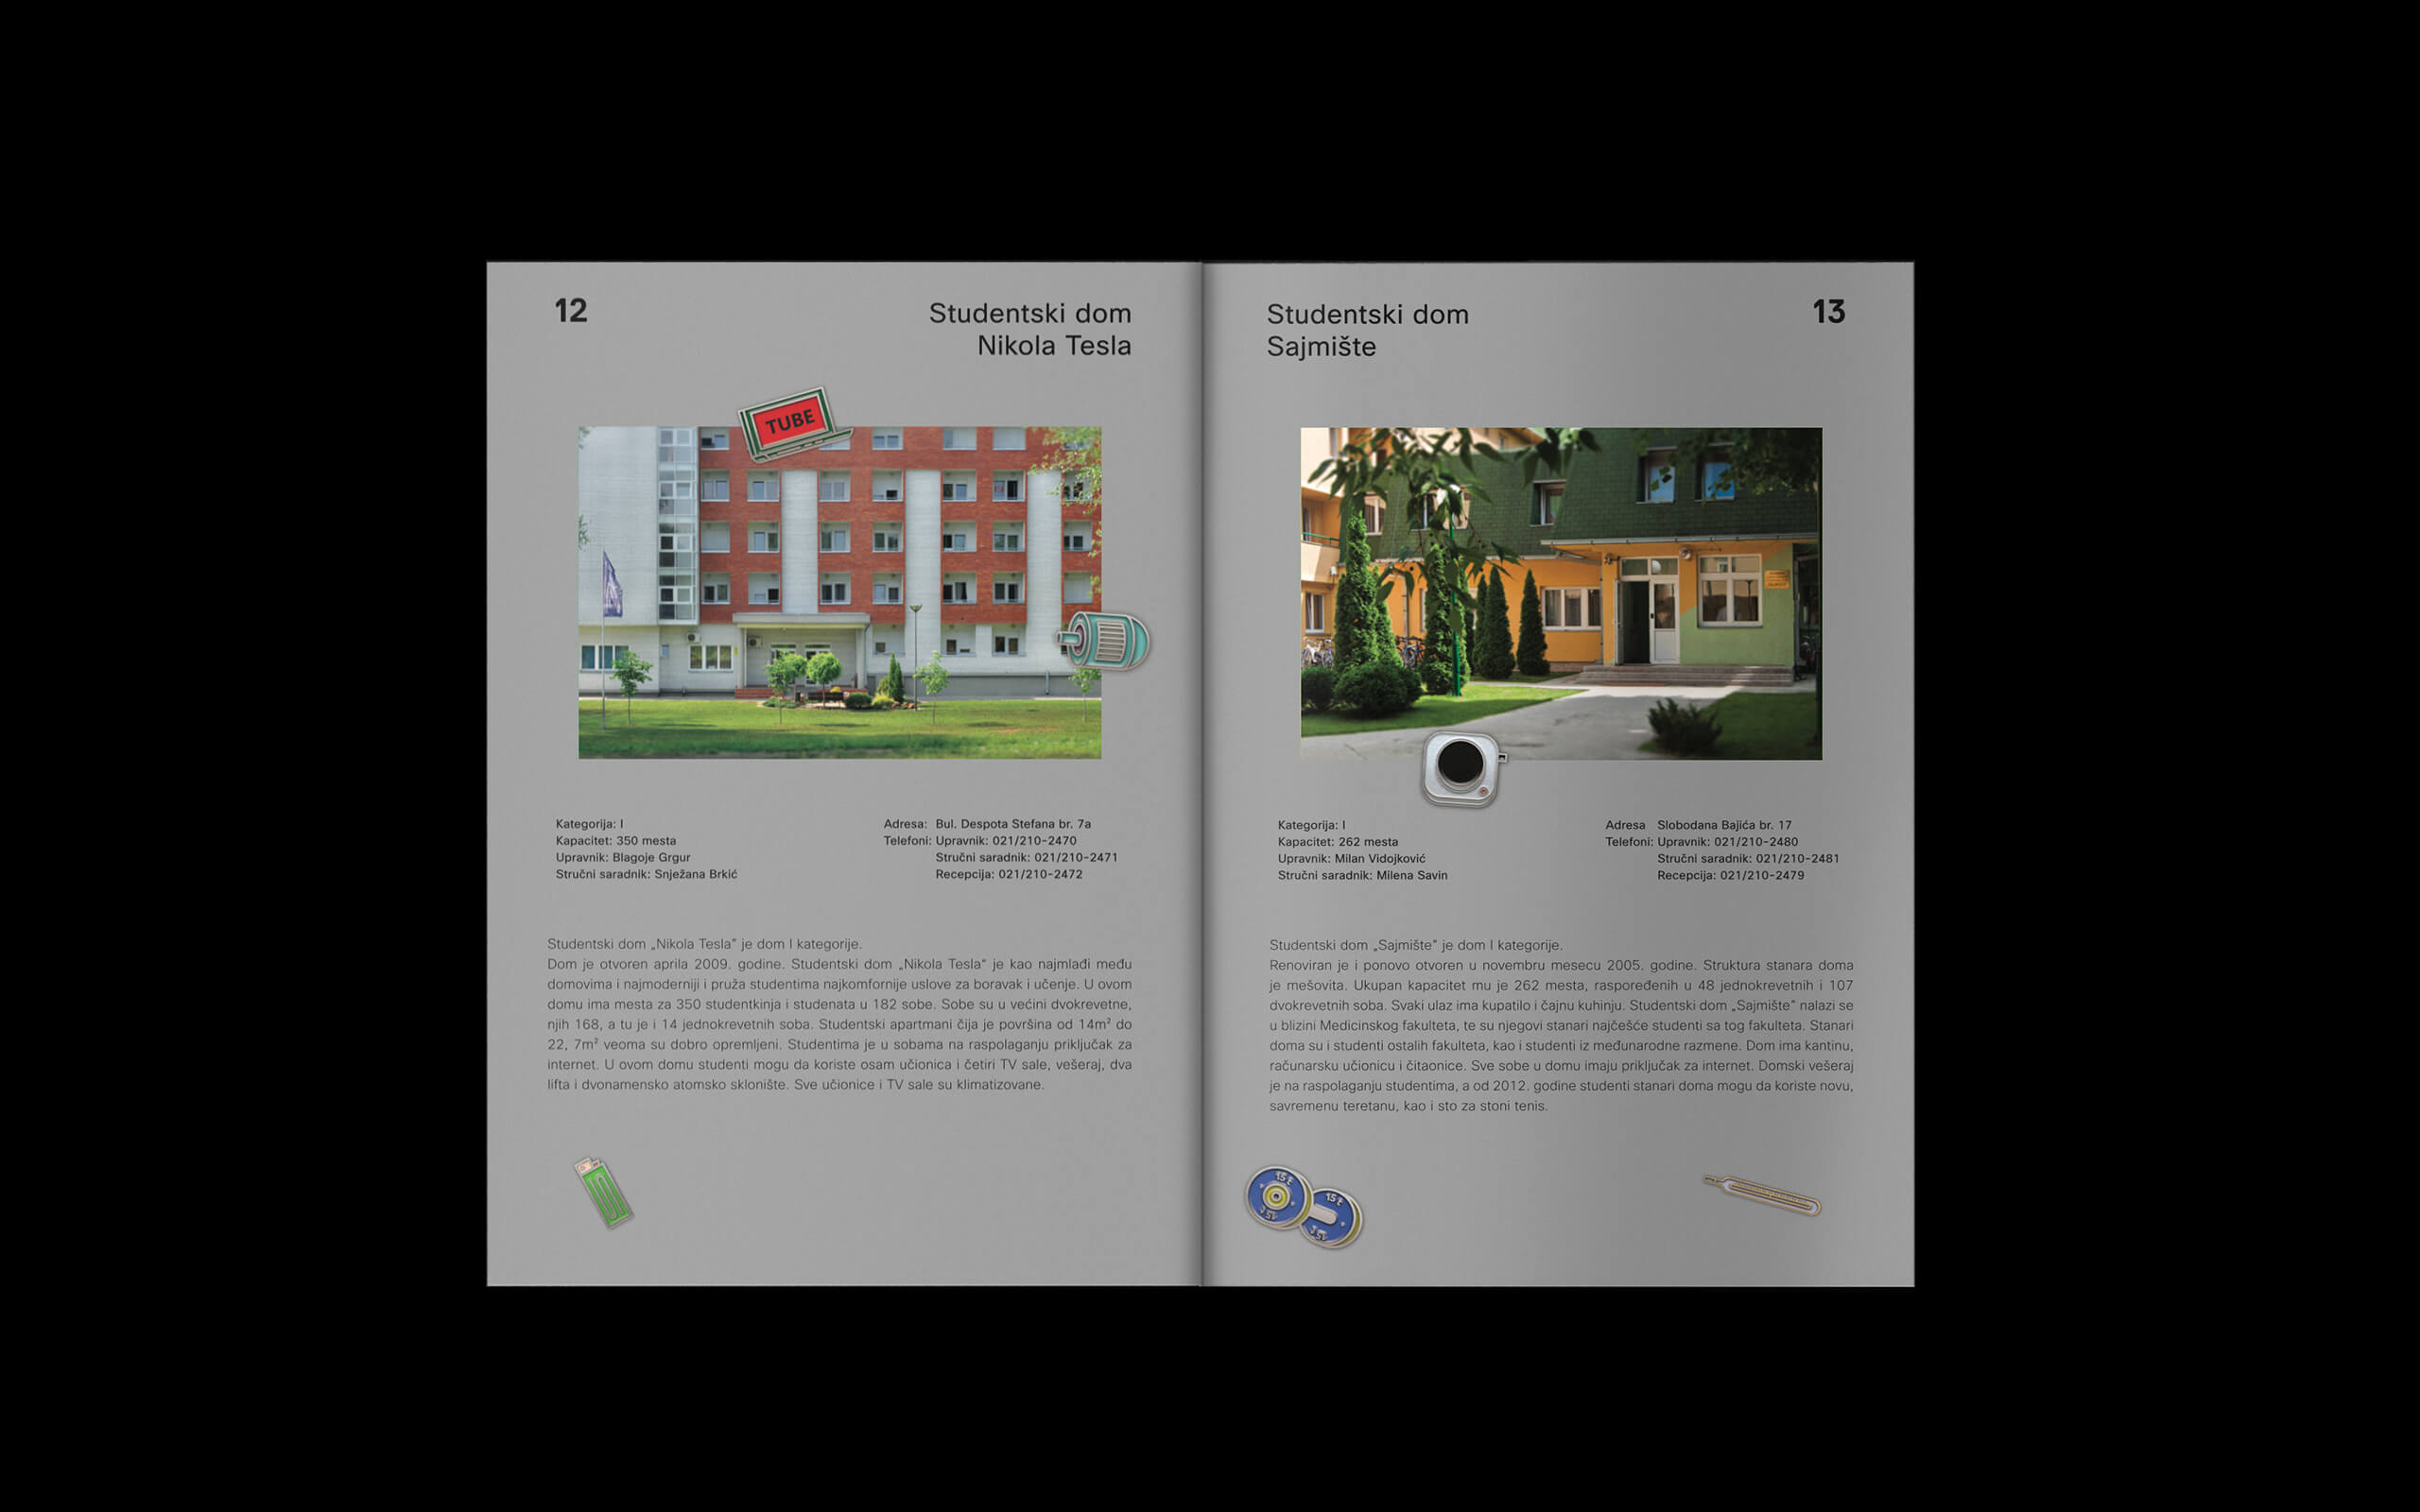 12
Studentski dom
Nikola Tesla
TUBE
Kategorija: I
Kapacitet: 350 mesta
Upravnik: Blagoje Grgur
Stručni saradnik: Snježana Brkić
Adresa: Bul. Despota Stefana br. 7a
Telefoni: Upravnik: 021/210-2470
Stručni saradnik: 021/210-2471
Recepcija: 021/210-2472
Studentski dom „Nikola Tesla” je dom I kategorije.
Dom je otvoren aprila 2009. godine. Studentski dom „Nikola Tesla” je kao najmlađi među
domovima i najmoderniji i pruža studentima najkomfornije uslove za boravak i učenje. U ovom
domu ima mesta za 350 studentkinja i studenata u 182 sobe. Sobe su u većini dvokrevetne,
njih 168, a tu je i 14 jednokrevetnih soba. Studentski apartmani čija je površina od 14m² do
22, 7m² veoma su dobro opremljeni. Studentima je u sobama na raspolaganju priključak za
internet. U ovom domu studenti mogu da koriste osam učionica i četiri TV sale, vešeraj, dva
lifta i dvonamensko atomsko sklonište. Sve učionice i TV sale su klimatizovane.
Studentski dom
Sajmište
13
Kategorija: I
Kapacitet: 262 mesta
Upravnik: Milan Vidojković
Stručni saradnik: Milena Savin
Adresa Slobodana Bajića br. 17
Telefoni: Upravnik: 021/210-2480
Stručni saradnik: 021/210-2481
Recepcija: 021/210-2479
Studentski dom „Sajmište” je dom I kategorije.
Renoviran je i ponovo otvoren u novembru mesecu 2005. godine. Struktura stanara doma
je mešovita. Ukupan kapacitet mu je 262 mesta, raspoređenih u 48 jednokrevetnih i 107
dvokrevetnih soba. Svaki ulaz ima kupatilo i čajnu kuhinju. Studentski dom „Sajmište” nalazi se
u blizini Medicinskog fakulteta, te su njegovi stanari najčešće studenti sa tog fakulteta. Stanari
doma su i studenti ostalih fakulteta, kao i studenti iz međunarodne razmene. Dom ima kantinu,
računarsku učionicu i čitaonice. Sve sobe u domu imaju priključak za internet. Domski vešeraj
je na raspolaganju studentima, a od 2012. godine studenti stanari doma mogu da koriste novu,
savremenu teretanu, kao i sto za stoni tenis.
15t
15t
15t
15t